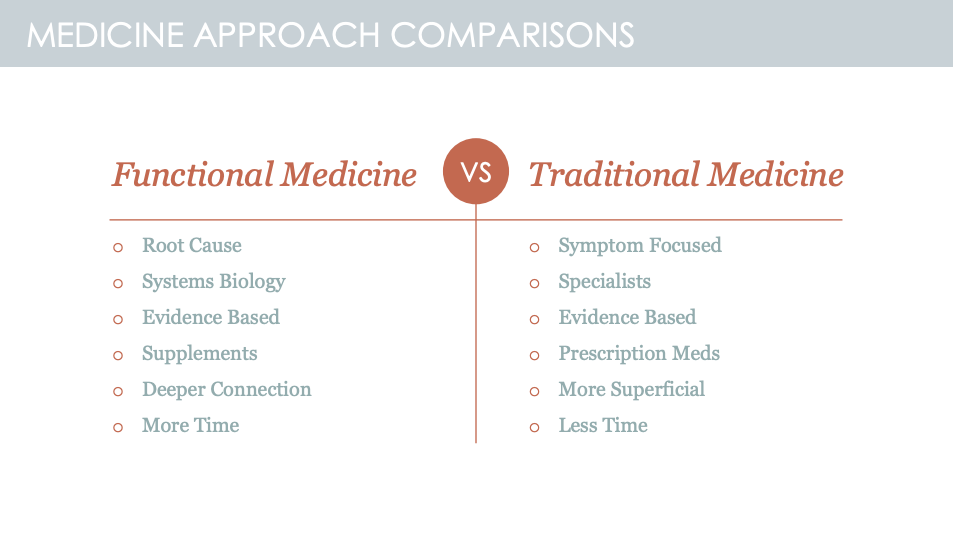 MEDICINE APPROACH COMPARISONS
Functional Medicine
VS
Traditional Medicine
Root Cause
Systems Biology
Evidence Based
Supplements
Deeper Connection
More Time
Symptom Focused
Specialists
Evidence Based
Prescription Meds
More Superficial
Less Time